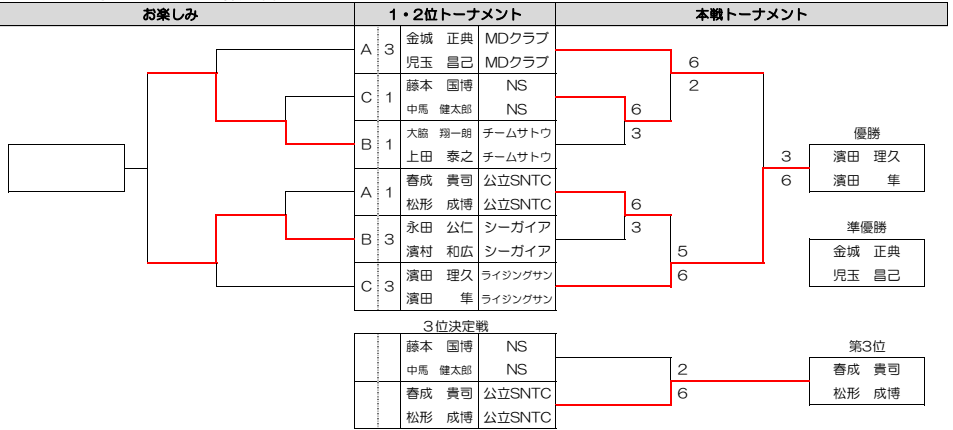 お楽しみ 1・2位トーナメント 本戦トーナメント
A 3 金城 正典 MDクラブ
児玉 昌己 MDクラブ
6
C 1 藤本 国博 NS
2
中馬 健太郎 NS
6
B 1 大脇 翔一朗 チームサトウ
3 優勝
上田 泰之 チームサトウ
3 濱田 理久
A 1 春成 貴司 公立SNTC
6 濱田 隼
松形 成博 公立SNTC
6
B 3 永田 公仁 シーガイア
3 準優勝
濱村 和広 シーガイア
5 金城 正典
C 3 濱田 理久 ライジングサン
6 児玉 昌己
濱田 隼 ライジングサン
3位決定戦
藤本 国博 NS 第3位
中馬 健太郎 NS 2 春成 貴司
春成 貴司 公立SNTC 6 松形 成博
松形 成博 公立SNTC